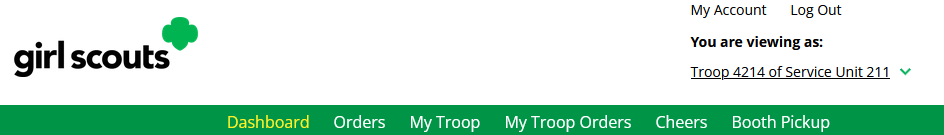 My Account Log Out
girl scouts
You are viewing as:
Troop 4214 of Service Unit 211
Dashboard Orders My Troop My Troop Orders Cheers Booth Pickup